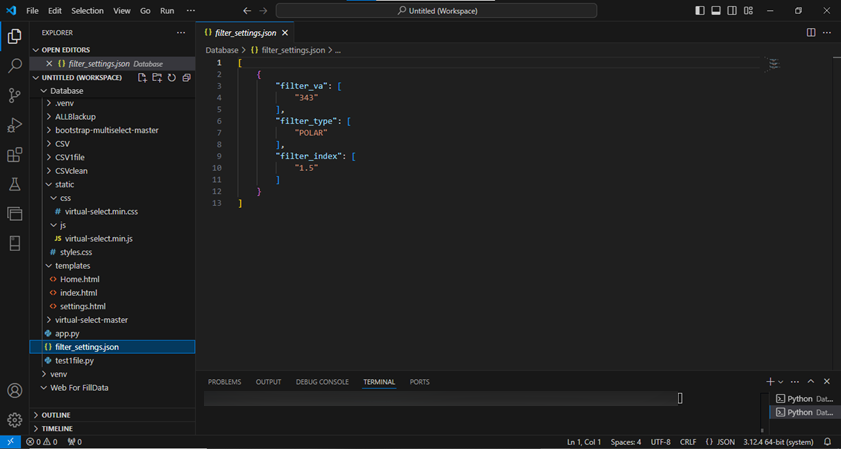 File Edit Selection View Go Run ··· Untitled (Workspace)
EXPLORER ···
OPEN EDITORS
{} filter_settings.json Database
UNTITLED (WORKSPACE)
Database
.venv
ALLBlackup
bootstrap-multiselect-master
CSV
CSV1file
CSVclean
static
css
# virtual-select.min.css
js
JS virtual-select.min.js
# styles.css
templates
<> Home.html
<> index.html
<> settings.html
virtual-select-master
app.py
{} filter_settings.json
test1file.py
venv
Web For FillData
OUTLINE
TIMELINE
{} filter_settings.json
Database > {} filter_settings.json > ...
1 [
2 {
3 "filter_va": [
4 "343"
5 ],
6 "filter_type": [
7 "POLAR"
8 ],
9 "filter_index": [
10 "1.5"
11 ]
12 }
13 ]
PROBLEMS OUTPUT DEBUG CONSOLE TERMINAL PORTS
Python Dat...
Python Dat...
0 0 0 Ln 1, Col 1 Spaces: 4 UTF-8 CRLF {} JSON 3.12.4 64-bit (system)